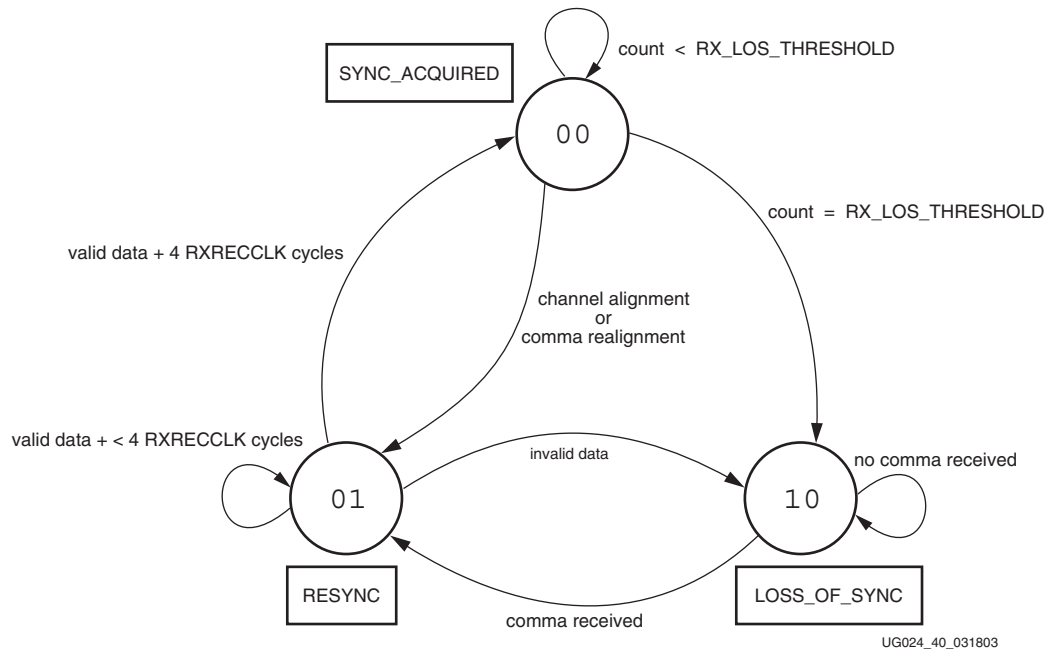 count < RX_LOS_THRESHOLD
SYNC_ACQUIRED
00
count = RX_LOS_THRESHOLD
valid data + 4 RXRECCLK cycles
channel alignment
or
comma realignment
valid data + < 4 RXRECCLK cycles
invalid data
no comma received
01
10
RESYNC
LOSS_OF_SYNC
comma received
UG024_40_031803